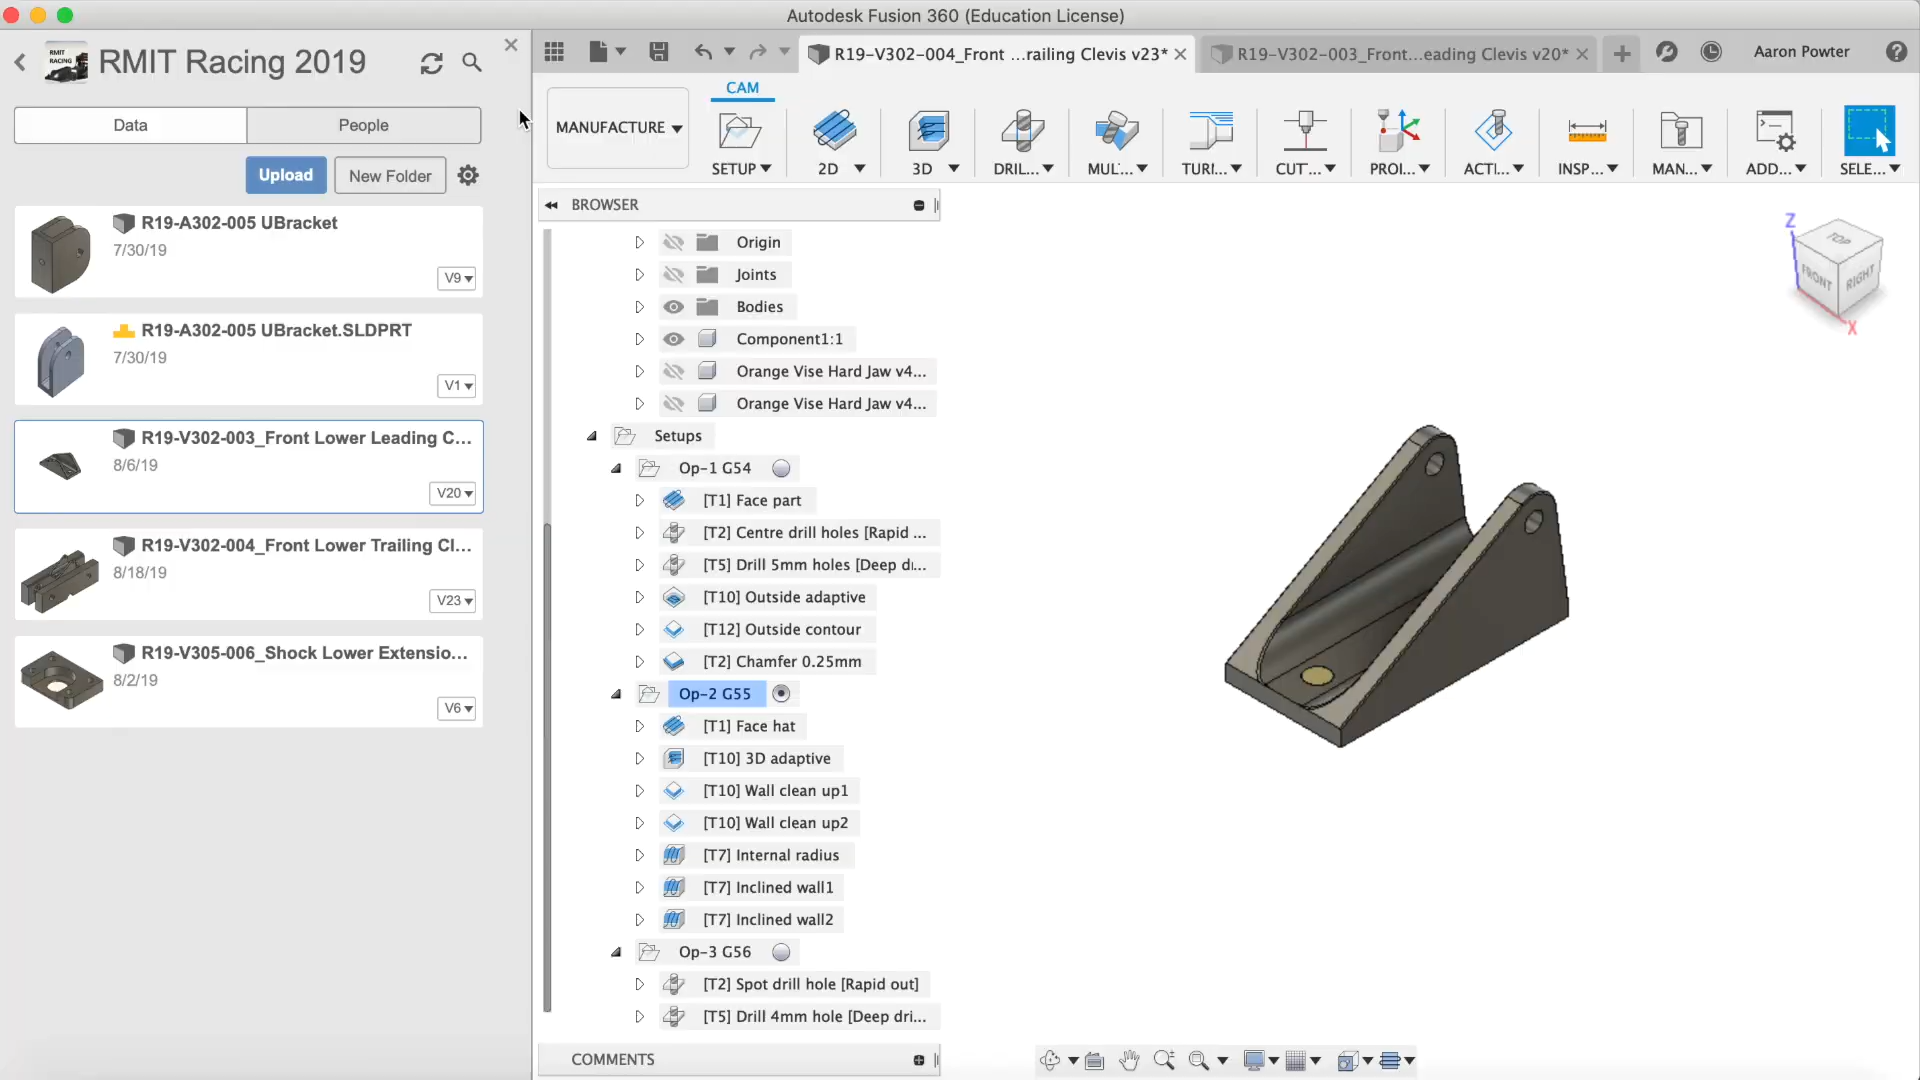 Autodesk Fusion 360 (Education License)
RMIT RACING
RMIT Racing 2019
R19-V302-004_Front ...railing Clevis v23*
R19-V302-003_Front...eading Clevis v20*
Aaron Powter
Data
People
Upload
New Folder
R19-A302-005 UBracket
7/30/19
V9
R19-A302-005 UBracket.SLDPRT
7/30/19
V1
R19-V302-003_Front Lower Leading C...
8/6/19
V20
R19-V302-004_Front Lower Trailing Cl...
8/18/19
V23
R19-V305-006_Shock Lower Extensio...
8/2/19
V6
CAM
MANUFACTURE
SETUP
2D
3D
DRIL...
MUL...
TURI...
CUT ...
PROI...
ACTI...
INSP...
MAN...
ADD...
SELE...
BROWSER
Origin
Joints
Bodies
Component1:1
Orange Vise Hard Jaw v4...
Orange Vise Hard Jaw v4...
Setups
Op-1 G54
[T1] Face part
[T2] Centre drill holes [Rapid ...
[T5] Drill 5mm holes [Deep d...
[T10] Outside adaptive
[T12] Outside contour
[T2] Chamfer 0.25mm
Op-2 G55
[T1] Face hat
[T10] 3D adaptive
[T10] Wall clean up1
[T10] Wall clean up2
[T7] Internal radius
[T7] Inclined wall1
[T7] Inclined wall2
Op-3 G56
[T2] Spot drill hole [Rapid out]
[T5] Drill 4mm hole [Deep dri...
COMMENTS
Z
TOP
FRONT
RIGHT
X